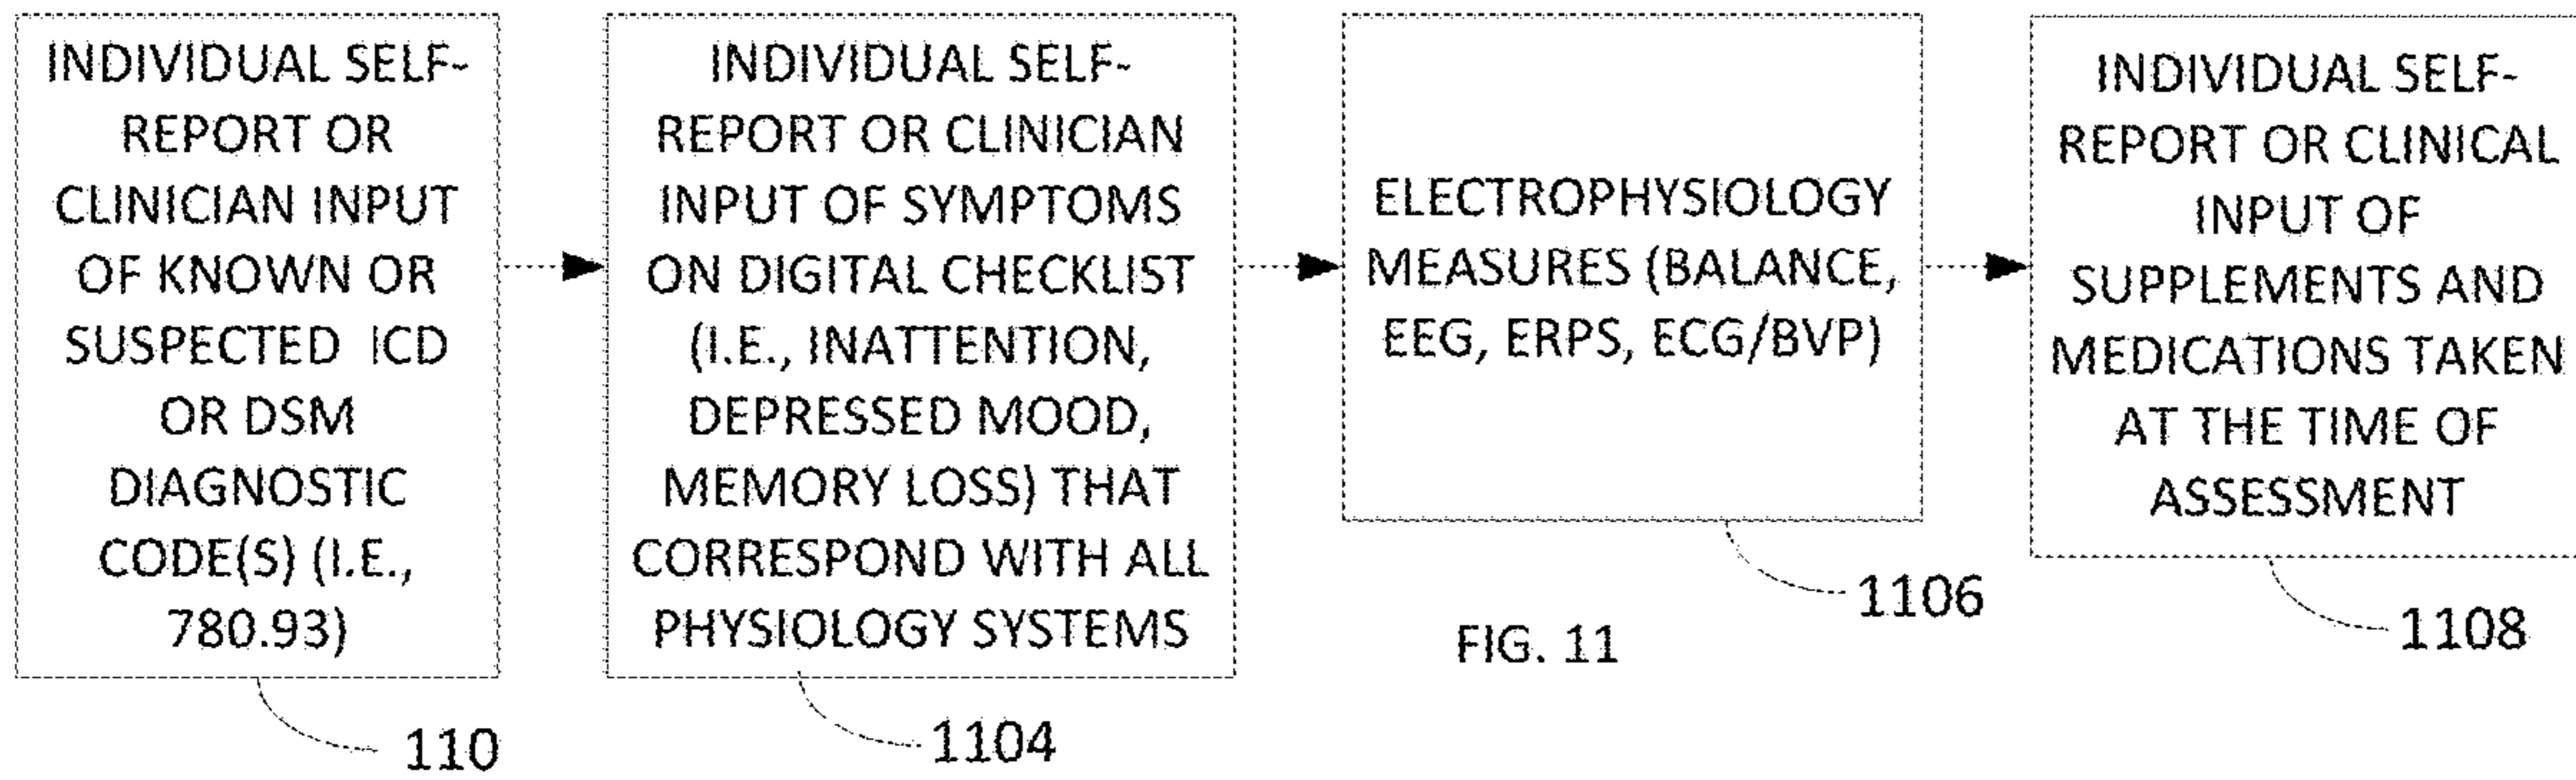 INDIVIDUAL SELF-
REPORT OR
CLINICIAN INPUT
OF KNOWN OR
SUSPECTED ICD
OR DSM
DIAGNOSTIC
CODE(S) (I.E.,
780.93)
110
INDIVIDUAL SELF-
REPORT OR CLINICIAN
INPUT OF SYMPTOMS
ON DIGITAL CHECKLIST
(I.E., INATTENTION,
DEPRESSED MOOD,
MEMORY LOSS) THAT
CORRESPOND WITH ALL
PHYSIOLOGY SYSTEMS
1104
ELECTROPHYSIOLOGY
MEASURES (BALANCE,
EEG, ERPS, ECG/BVP)
1106
INDIVIDUAL SELF-
REPORT OR CLINICAL
INPUT OF
SUPPLEMENTS AND
MEDICATIONS TAKEN
AT THE TIME OF
ASSESSMENT
1108
FIG. 11